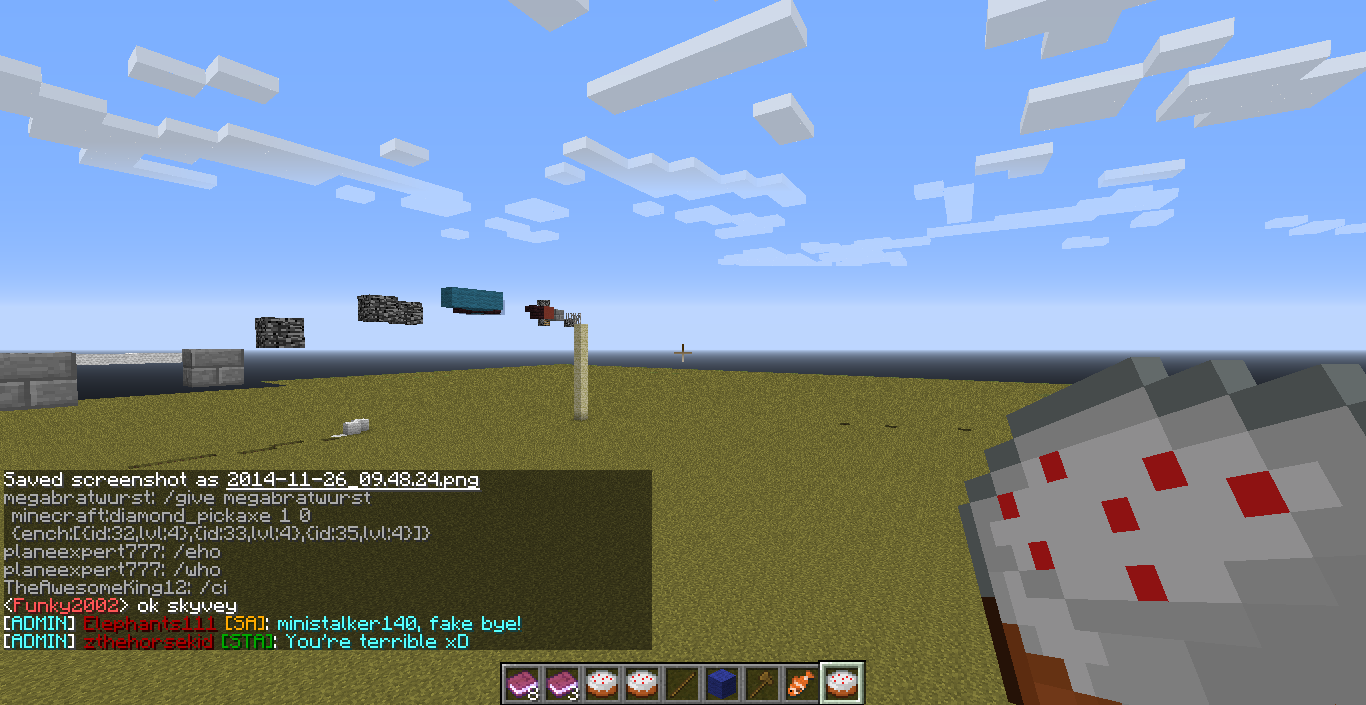 Saved screenshot as 2014-11-26_09.48.24.png
megabratwurst: /give megabratwurst
minecraft:diamond_pickaxe 1 0
{ench:[{id:32,lvl:4},{id:33,lvl:4},{id:35,lvl:4}]}
planeexpert777: /eho
planeexpert777: /who
TheAwesomeKing12: /ci
<Funky2002> ok skyvey
[ADMIN] Elephants111 [SA]: ministalker140, fake bye!
[ADMIN] zthehorsekid [STA]: You're terrible xD
8 3